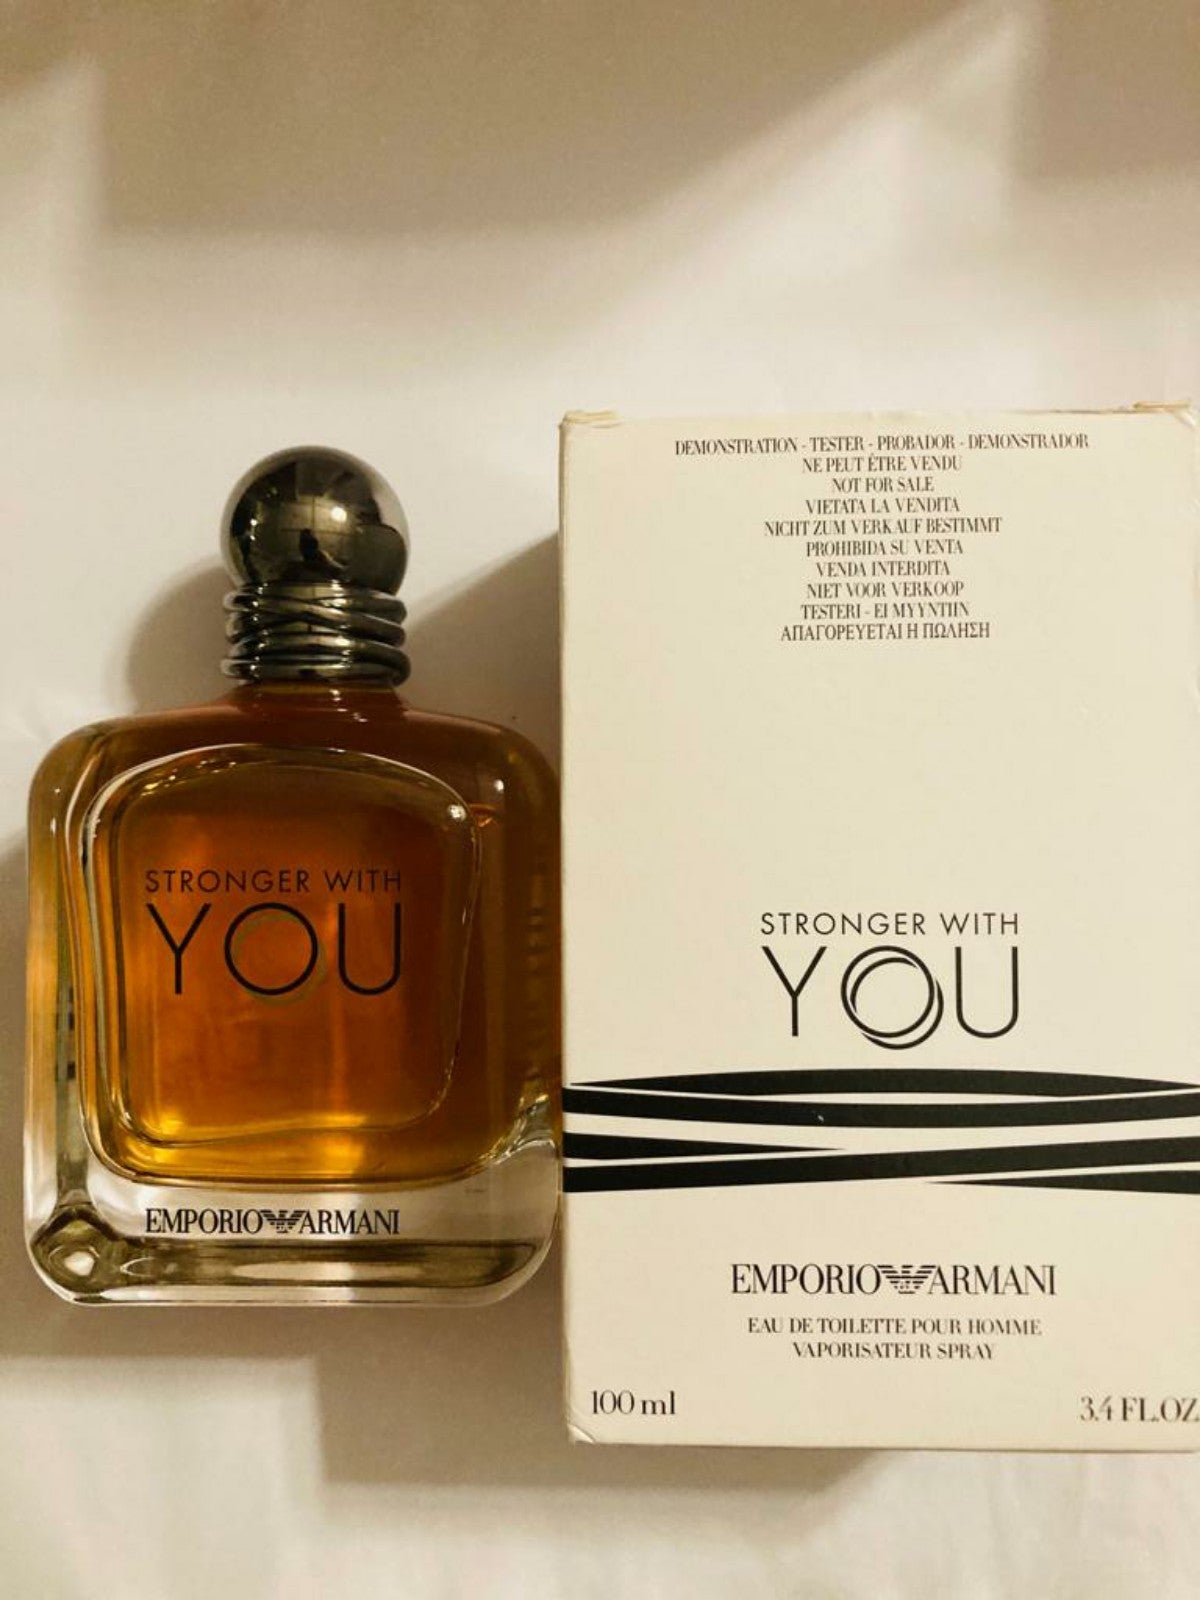 STRONGER WITH
YOU
EMPORIO ARMANI
DEMONSTRATION - TESTER - PROBADOR - DEMONSTRADOR
NE PEUT ÊTRE VENDU
NOT FOR SALE
VIETATA LA VENDITA
NICHT ZUM VERKAUF BESTIMMT
PROHIBIDA SU VENTA
VENDA INTERDITA
NIET VOOR VERKOOP
TESTERI - EI MYYNTIIN
ΑΠΑΓΟΡΕΥΕΤΑΙ Η ΠΩΛΗΣΗ
STRONGER WITH
YOU
EMPORIO ARMANI
EAU DE TOILETTE POUR HOMME
VAPORISATEUR SPRAY
100 ml
3.4 FL.OZ